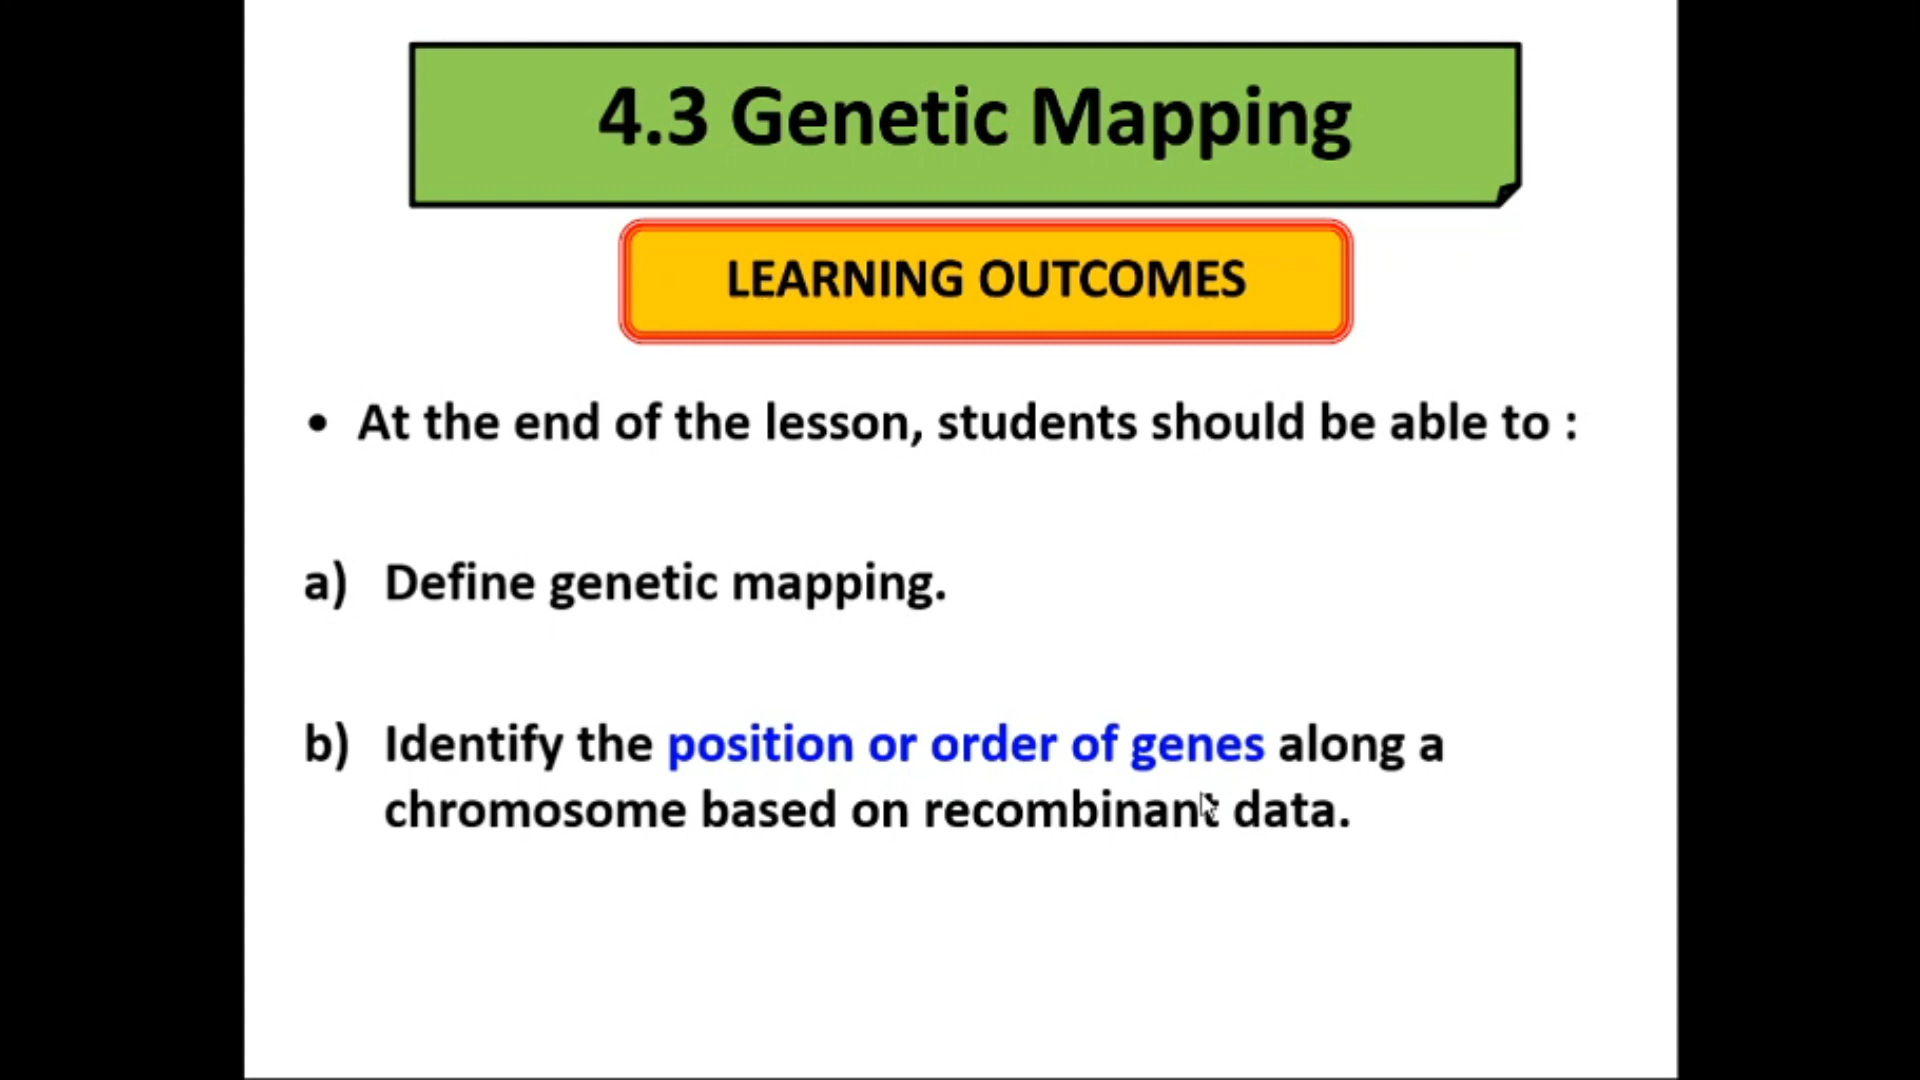 4.3 Genetic Mapping
LEARNING OUTCOMES
• At the end of the lesson, students should be able to :
a) Define genetic mapping.
b) Identify the position or order of genes along a
chromosome based on recombinant data.